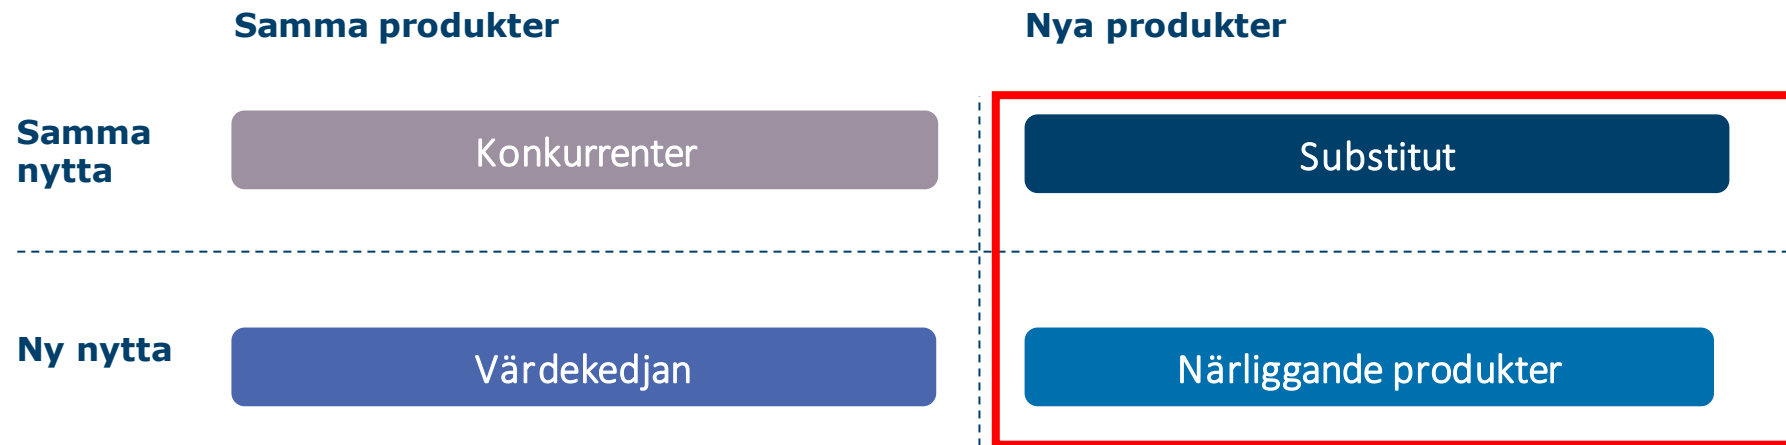 Samma produkter
Nya produkter
Samma
nytta
Konkurrenter
Substitut
Ny nytta
Värdekedjan
Närliggande produkter